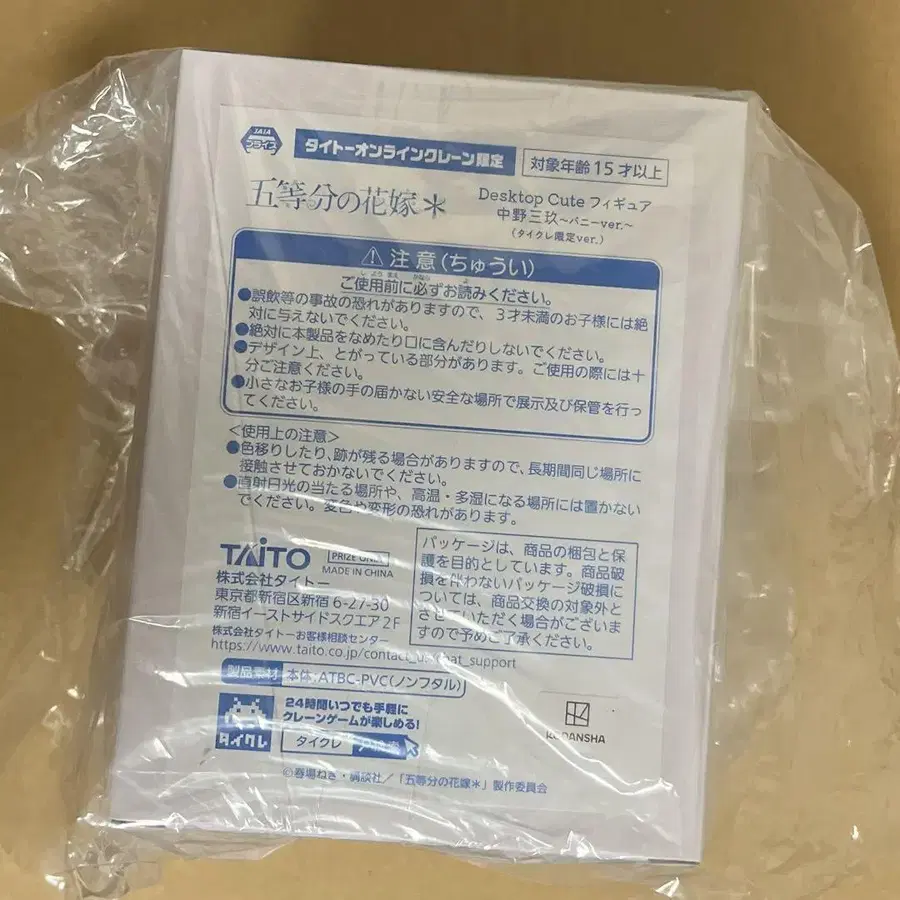 JAIA
プライズ
タイトーオンラインクレーン限定
対象年齢15才以上
五等分の花嫁＊
Desktop Cute フィギュア
中野三玖～バニーver.～
(タイクレ限定ver.)
注意(ちゅうい)
ご使用前に必ずお読みください。
●誤飲等の事故の恐れがありますので、3才未満のお子様には絶
対に与えないでください。
●絶対に本製品をなめたり口に含んだりしないでください。
●デザイン上、とがっている部分があります。ご使用の際には十
分ご注意ください。
●小さなお子様の手の届かない安全な場所で展示及び保管を行っ
てください。
＜使用上の注意＞
●色移りしたり、跡が残る場合がありますので、長期間同じ場所に
接触させておかないでください。
●直射日光の当たる場所や、高温・多湿になる場所には置かない
でください。変色や変形の恐れがあります。
TAITO
PRIZE ONLY
MADE IN CHINA
株式会社タイトー
東京都新宿区新宿 6-27-30
新宿イーストサイドスクエア 2F
株式会社タイトーお客様相談センター
https://www.taito.co.jp/contact_us/chat_support
パッケージは、商品の梱包と保
護を目的としています。商品破
損を伴わないパッケージ破損に
ついては、商品交換の対象外と
させていただく場合がございま
すので予めご了承ください。
製品素材 本体:ATBC-PVC(ノンフタル)
タイクレ
24時間いつでも手軽に
クレーンゲームが楽しめる!
タイクレ
KODANSHA
©春場ねぎ・講談社／「五等分の花嫁＊」製作委員会